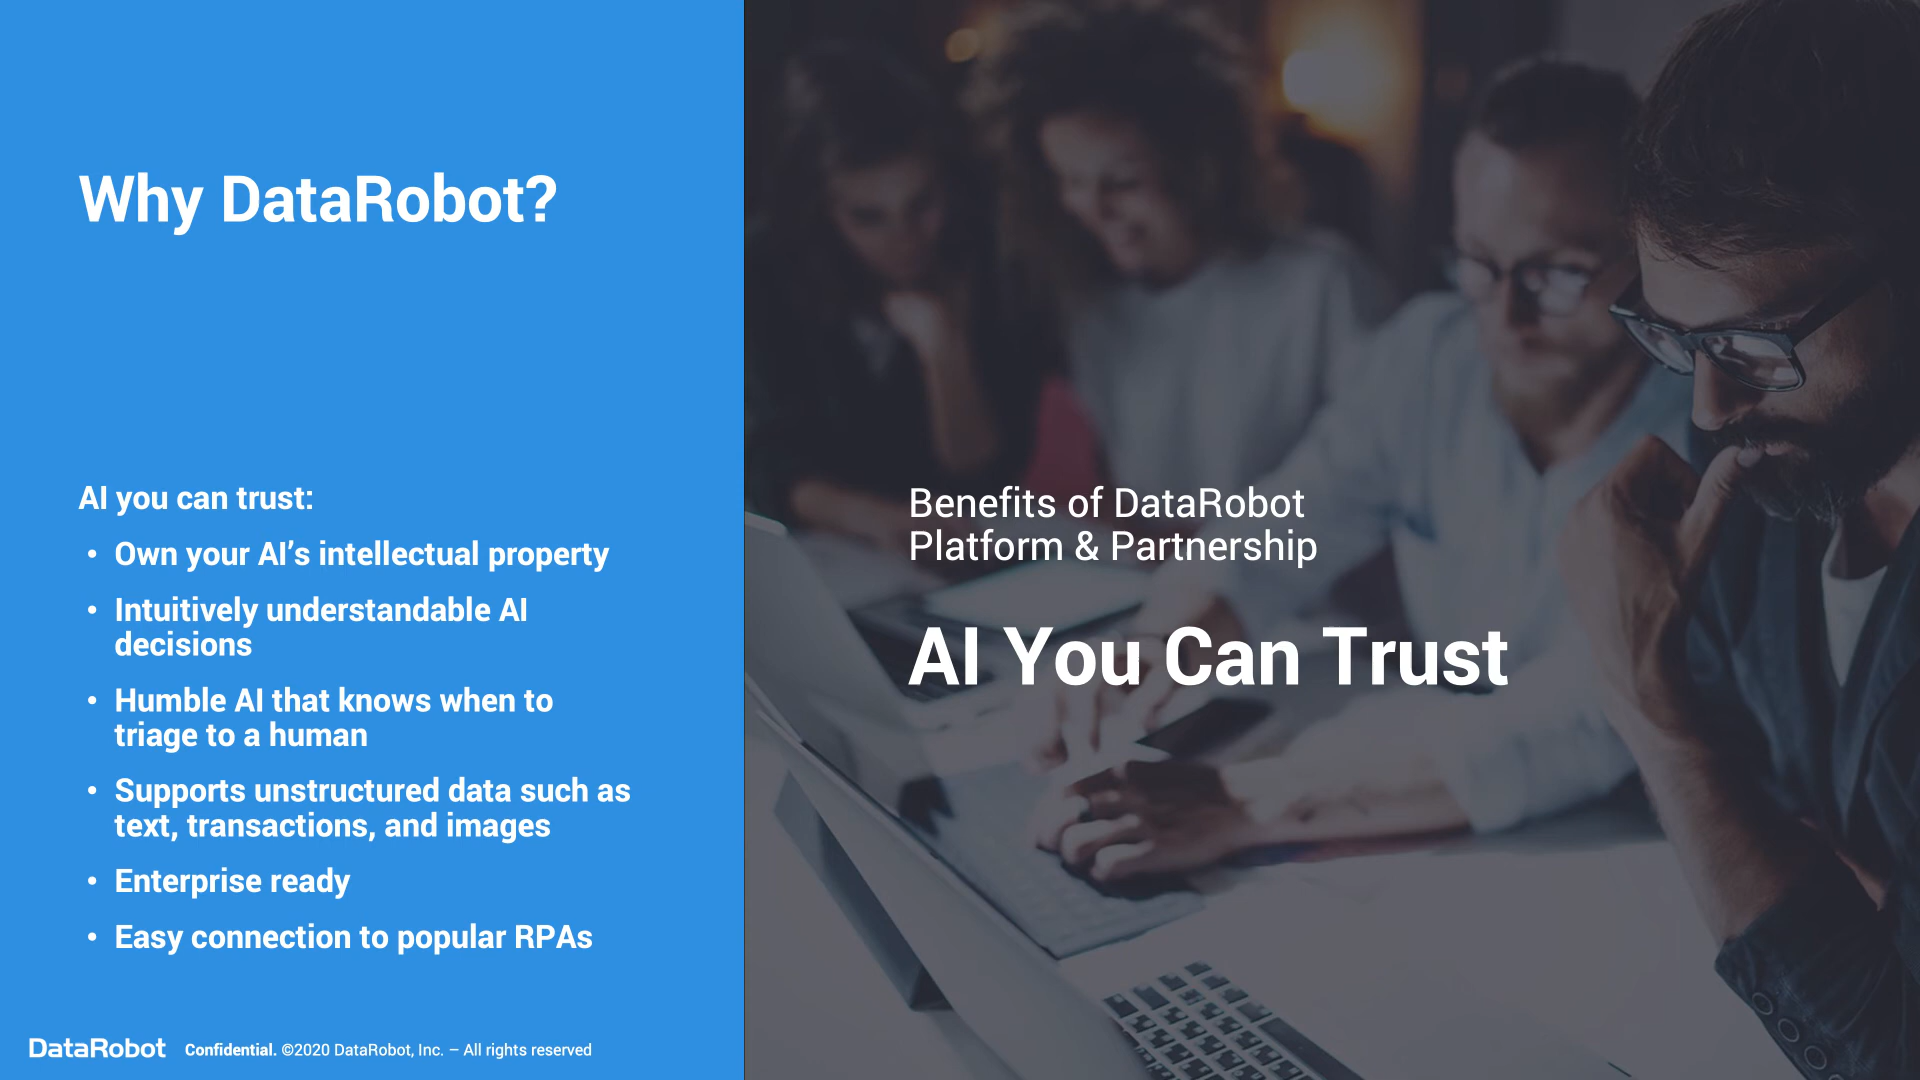 Why DataRobot?
AI you can trust:
• Own your AI’s intellectual property
• Intuitively understandable AI
decisions
• Humble AI that knows when to
triage to a human
• Supports unstructured data such as
text, transactions, and images
• Enterprise ready
• Easy connection to popular RPAs
DataRobot Confidential. ©2020 DataRobot, Inc. – All rights reserved
Benefits of DataRobot
Platform & Partnership
AI You Can Trust